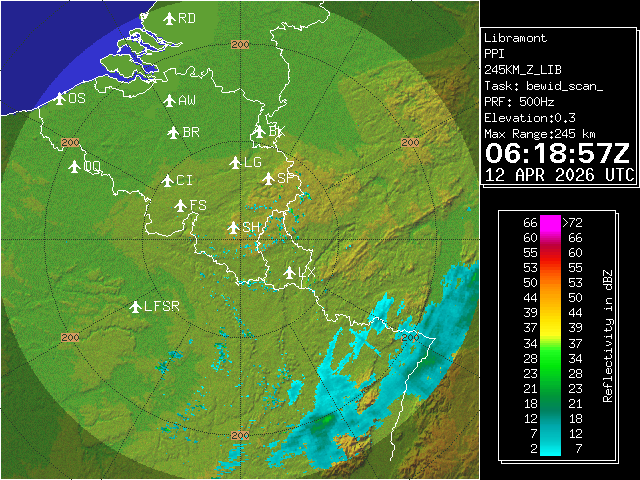 RD
200
OS
AW
BR
BK
200
200
QQ
LG
CI
SP
FS
SH
LX
LFSR
200
200
200
Libramont
PPI
245KM_Z_LIB
Task: bewid_scan_
PRF: 500Hz
Elevation:0.3
Max Range:245 km
06:18:57Z
12 APR 2026 UTC
66 >72
60 66
55 60
53 55
50 53
44 50
39 44
37 39
34 37
28 34
23 28
21 23
18 21
12 18
7 12
2 7
Reflectivity in dBZ